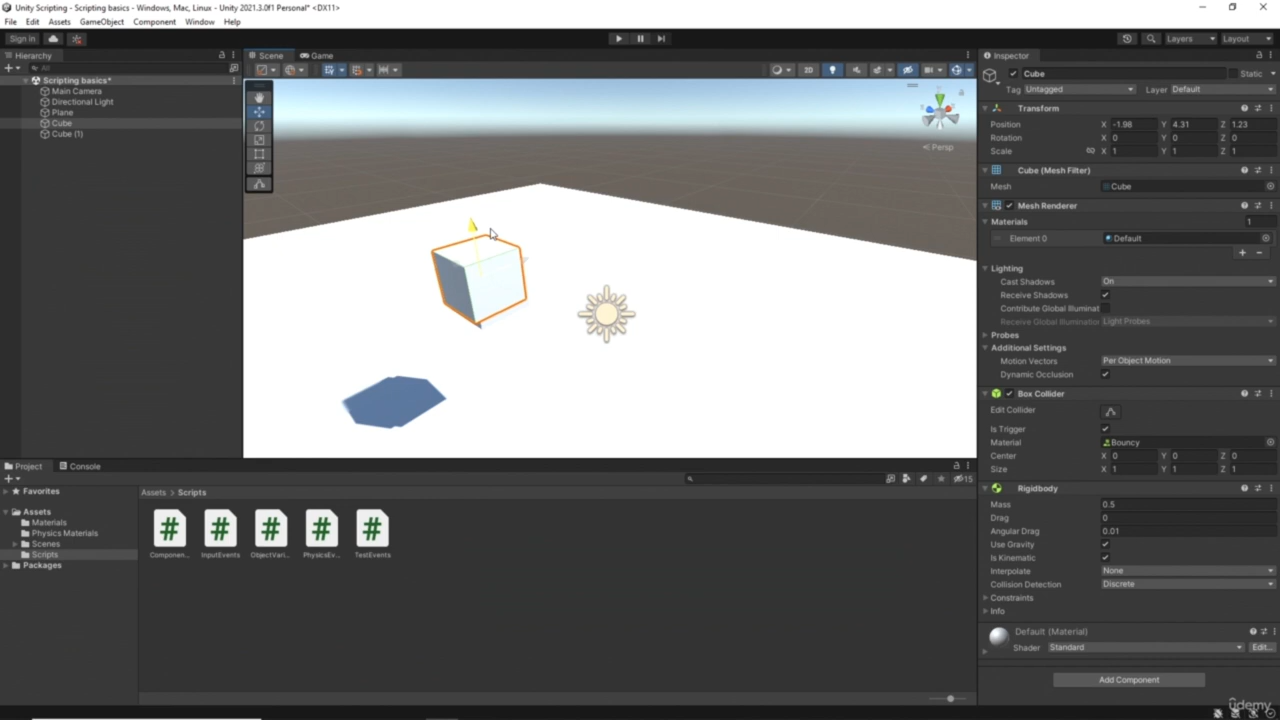 Unity Scripting - Scripting basics - Windows, Mac, Linux - Unity 2021.3.0f1 Personal* <DX11>
File Edit Assets GameObject Component Window Help
Sign In Layers Layout
Hierarchy Scene Game Inspector
All
Scripting basics*
Main Camera
Directional Light
Plane
Cube
Cube (1)
2D
Persp
Cube Static
Tag Untagged Layer Default
Transform
Position X -1.98 Y 4.31 Z 1.23
Rotation X 0 Y 0 Z 0
Scale X 1 Y 1 Z 1
Cube (Mesh Filter)
Mesh Cube
Mesh Renderer
Materials 1
Element 0 Default
Lighting
Cast Shadows On
Receive Shadows
Contribute Global Illuminat
Receive Global Illumination Light Probes
Probes
Additional Settings
Motion Vectors Per Object Motion
Dynamic Occlusion
Box Collider
Edit Collider
Is Trigger
Material Bouncy
Center X 0 Y 0 Z 0
Size X 1 Y 1 Z 1
Rigidbody
Mass 0.5
Drag 0
Angular Drag 0.01
Use Gravity
Is Kinematic
Interpolate None
Collision Detection Discrete
Constraints
Info
Default (Material)
Shader Standard Edit...
Add Component
Project Console
15
Favorites
Assets
Materials
Physics Materials
Scenes
Scripts
Packages
Assets > Scripts
Componen... InputEvents ObjectVari... PhysicsEv... TestEvents
udemy